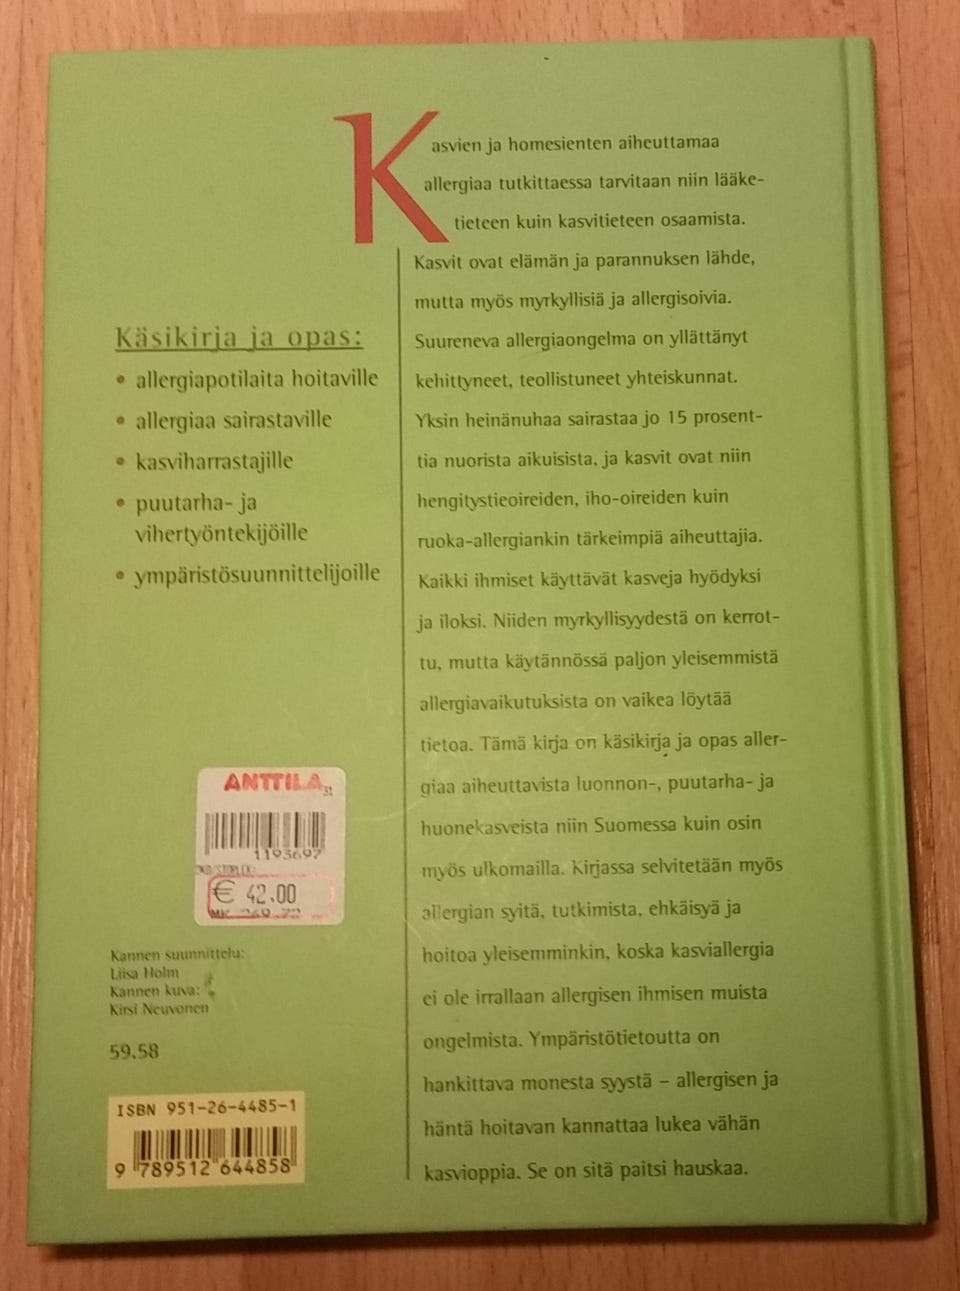 Kasvien ja homesienten aiheuttamaa
allergiaa tutkittaessa tarvitaan niin lääke-
tieteen kuin kasvitieteen osaamista.
Kasvit ovat elämän ja parannuksen lähde,
mutta myös myrkyllisiä ja allergisoivia.
Suureneva allergiaongelma on yllättänyt
kehittyneet, teollistuneet yhteiskunnat.
Yksin heinänuhaa sairastaa jo 15 prosent-
tia nuorista aikuisista, ja kasvit ovat niin
hengitystieoireiden, iho-oireiden kuin
ruoka-allergiankin tärkeimpiä aiheuttajia.
Kaikki ihmiset käyttävät kasveja hyödyksi
ja iloksi. Niiden myrkyllisyydestä on kerrot-
tu, mutta käytännössä paljon yleisemmistä
allergiavaikutuksista on vaikea löytää
tietoa. Tämä kirja on käsikirja ja opas aller-
giaa aiheuttavista luonnon-, puutarha- ja
huonekasveista niin Suomessa kuin osin
myös ulkomailla. Kirjassa selvitetään myös
allergian syitä, tutkimista, ehkäisyä ja
hoitoa yleisemminkin, koska kasviallergia
ei ole irrallaan allergisen ihmisen muista
ongelmista. Ympäristötietoutta on
hankittava monesta syystä – allergisen ja
häntä hoitavan kannattaa lukea vähän
kasvioppia. Se on sitä paitsi hauskaa.
Käsikirja ja opas:
• allergiapotilaita hoitaville
• allergiaa sairastaville
• kasviharrastajille
• puutarha- ja
vihertyöntekijöille
• ympäristösuunnittelijoille
ANTTILA
31
1193697
€ 42.00
MK
Kannen suunnittelu:
Liisa Holm
Kannen kuva:
Kirsi Neuvonen
59.58
ISBN 951-26-4485-1
9 789512 644858